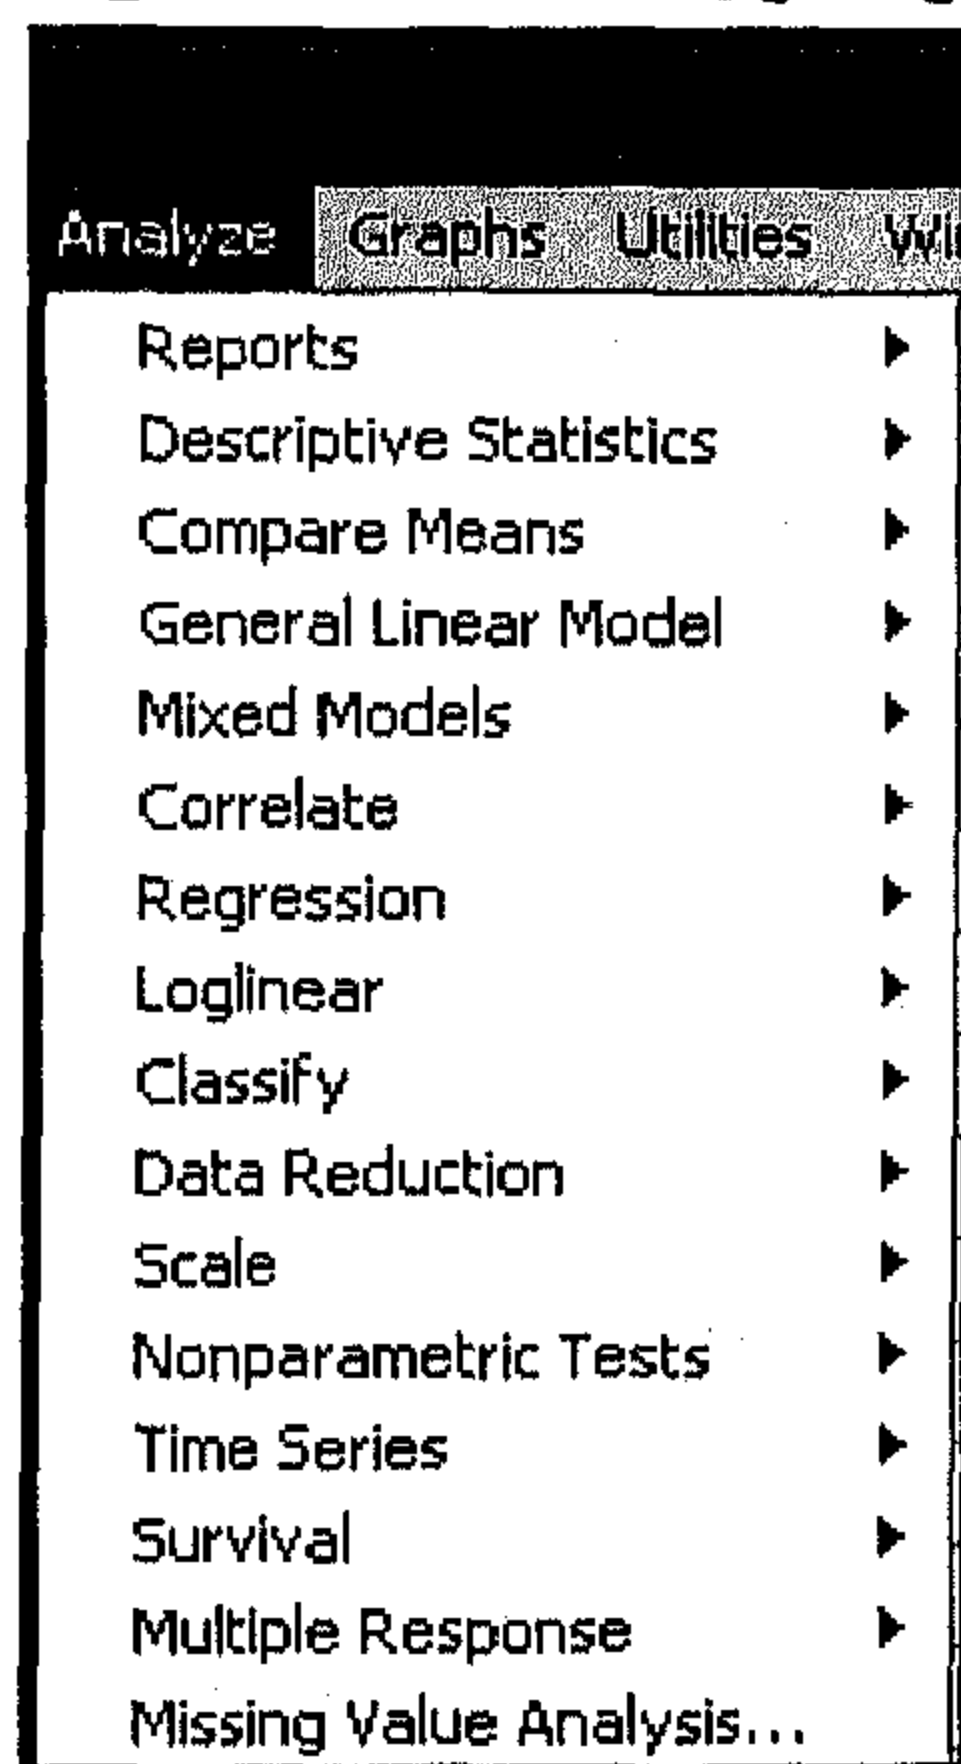 Analyze Graphs Utilities
Reports
Descriptive Statistics
Compare Means
General Linear Model
Mixed Models
Correlate
Regression
Loglinear
Classify
Data Reduction
Scale
Nonparametric Tests
Time Series
Survival
Multiple Response
Missing Value Analysis...